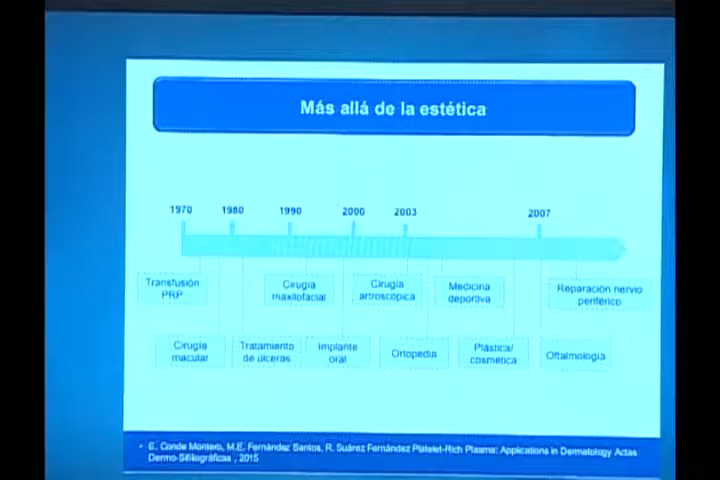 Más allá de la estética
1970 1980 1990 2000 2003 2007
Transfusión
PRP
Cirugía
maxilofacial
Cirugía
artroscópica
Medicina
deportiva
Reparación nervio
periférico
Cirugía
macular
Tratamiento
de úlceras
Implante
oral
Ortopedia
Plástica/
cosmética
Oftalmología
• E. Conde Montero, M.E. Fernández Santos, R. Suárez Fernández Platelet-Rich Plasma: Applications in Dermatology Actas
Dermo-Sifiliográficas , 2015